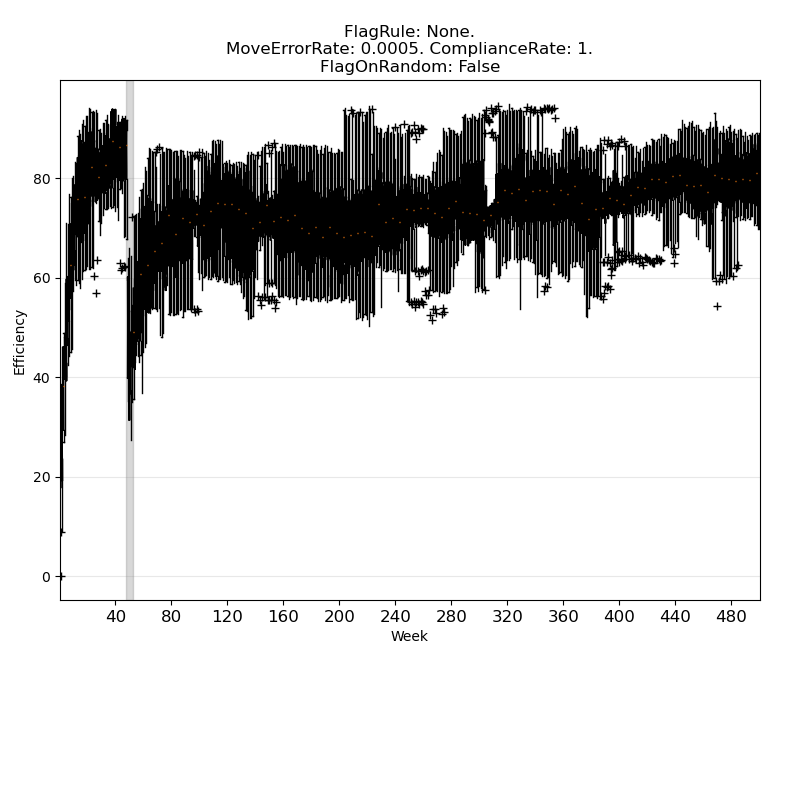 FlagRule: None.
MoveErrorRate: 0.0005. ComplianceRate: 1.
FlagOnRandom: False
Efficiency
80
60
40
20
0
40 80 120 160 200 240 280 320 360 400 440 480
Week